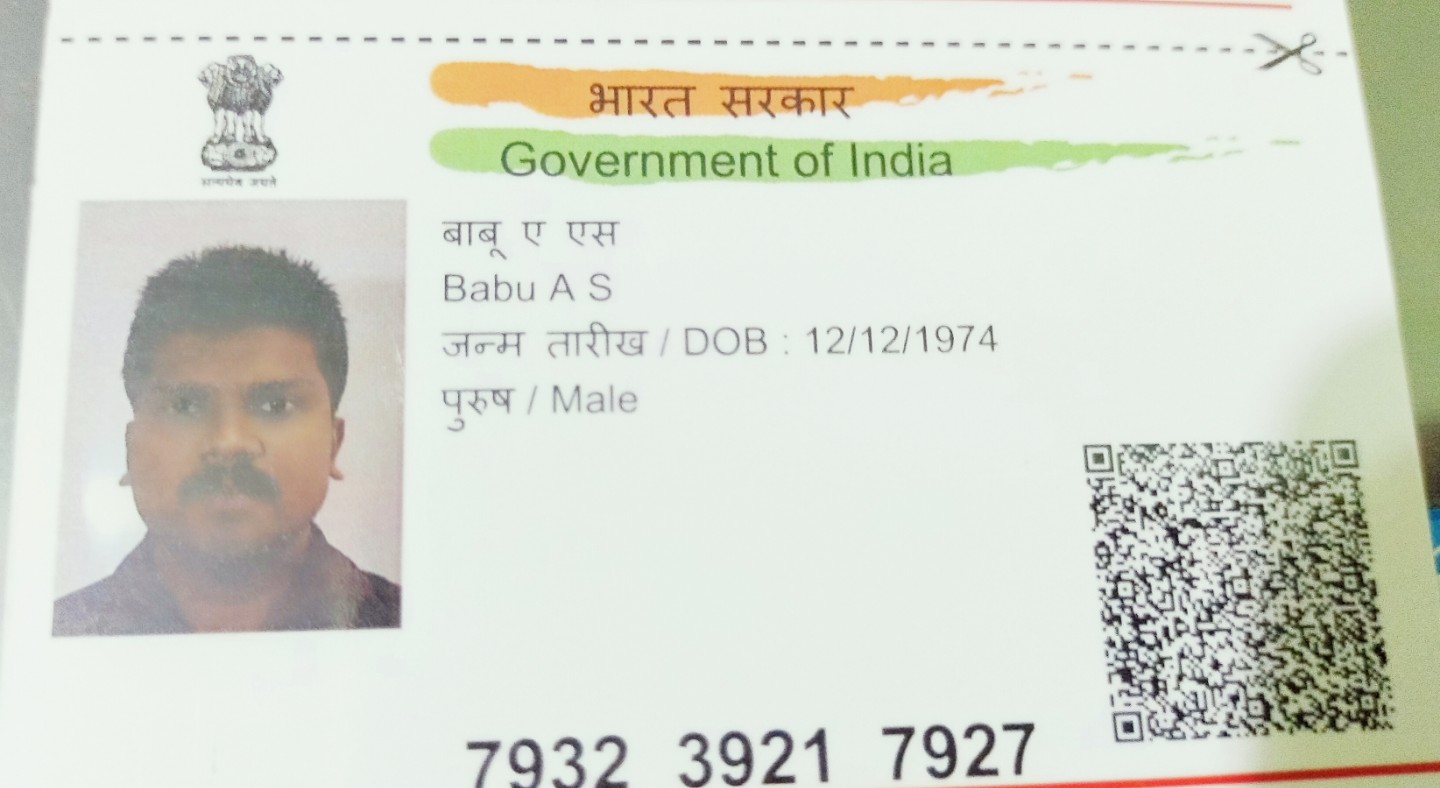 सत्यमेव जयते
भारत सरकार
Government of India
बाबू ए एस
Babu A S
जन्म तारीख / DOB : 12/12/1974
पुरुष / Male
7932 3921 7927